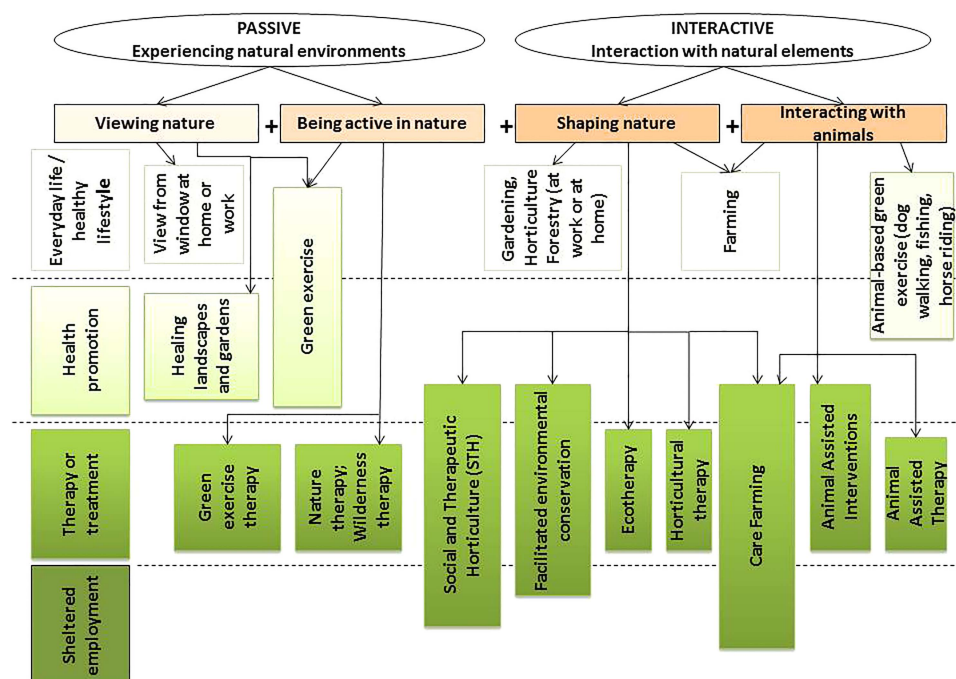 PASSIVE
Experiencing natural environments
INTERACTIVE
Interaction with natural elements
Viewing nature
+
Being active in nature
+
Shaping nature
+
Interacting with
animals
Everyday life /
healthy
lifestyle
View from
window at
home or
work
Green exercise
Gardening,
Horticulture
Forestry (at
work or at
home)
Farming
Animal-based green
exercise (dog
walking, fishing,
horse riding)
Health
promotion
Healing
landscapes
and gardens
Therapy or
treatment
Green
exercise
therapy
Nature
therapy;
Wilderness
therapy
Social and Therapeutic
Horticulture (STH)
Facilitated environmental
conservation
Ecotherapy
Horticultural
therapy
Care Farming
Animal Assisted
Interventions
Animal
Assisted
Therapy
Sheltered
employment